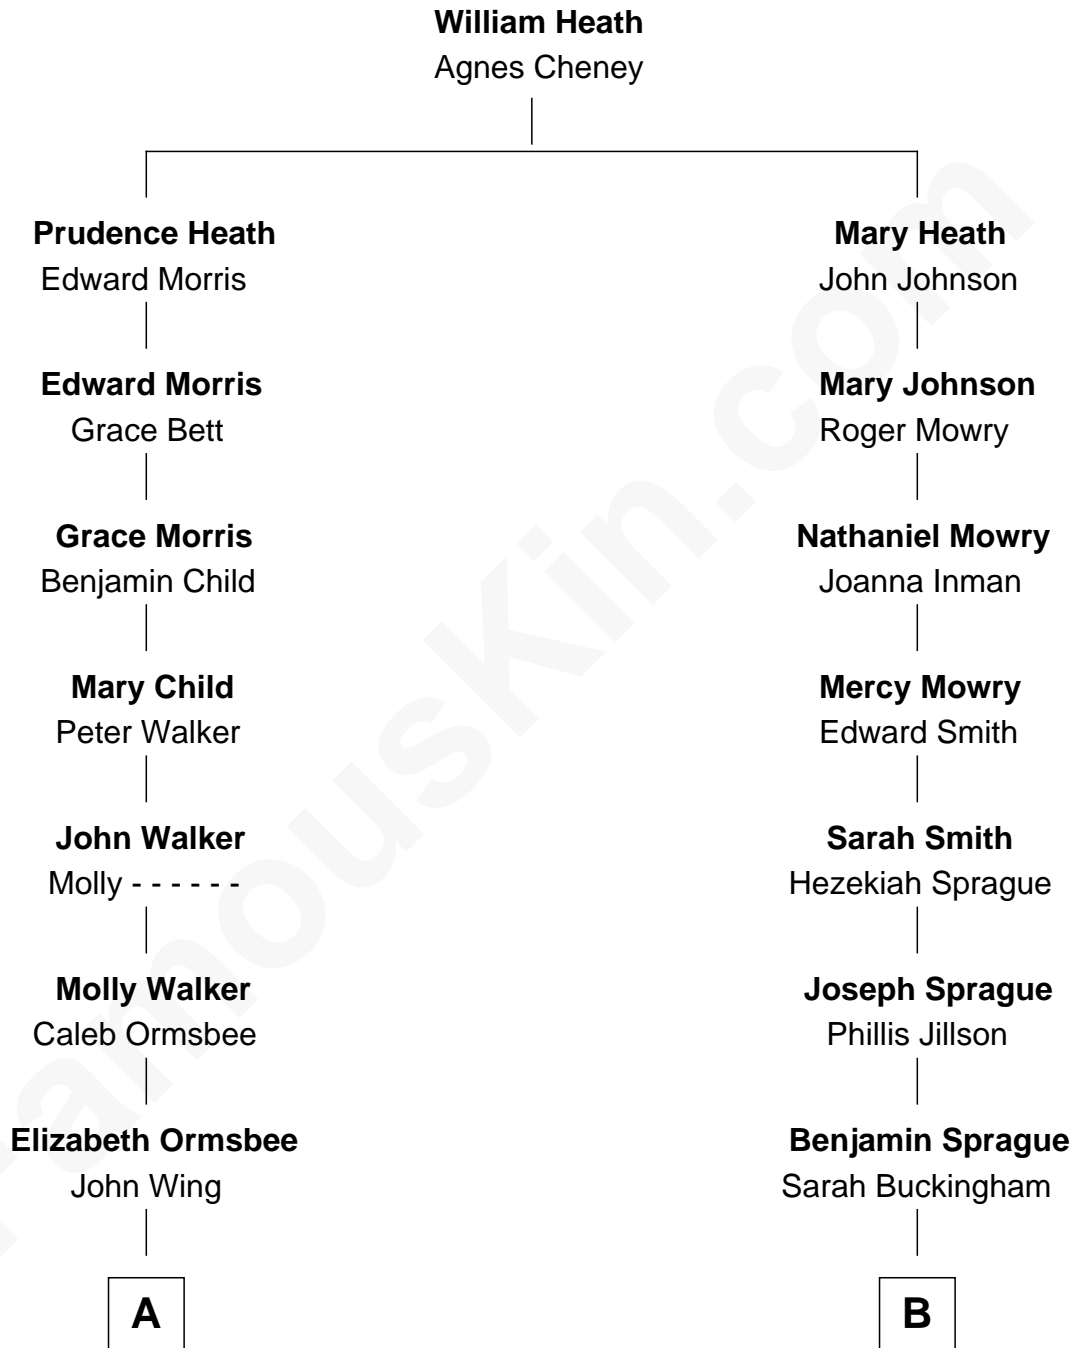 William Heath
Agnes Cheney
Prudence Heath
Edward Morris
Mary Heath
John Johnson
Edward Morris
Grace Bett
Mary Johnson
Roger Mowry
Grace Morris
Benjamin Child
Nathaniel Mowry
Joanna Inman
Mary Child
Peter Walker
Mercy Mowry
Edward Smith
John Walker
Molly - - - - - -
Sarah Smith
Hezekiah Sprague
Molly Walker
Caleb Ormsbee
Joseph Sprague
Phillis Jillson
Elizabeth Ormsbee
John Wing
Benjamin Sprague
Sarah Buckingham
A
B
FamousKin.com